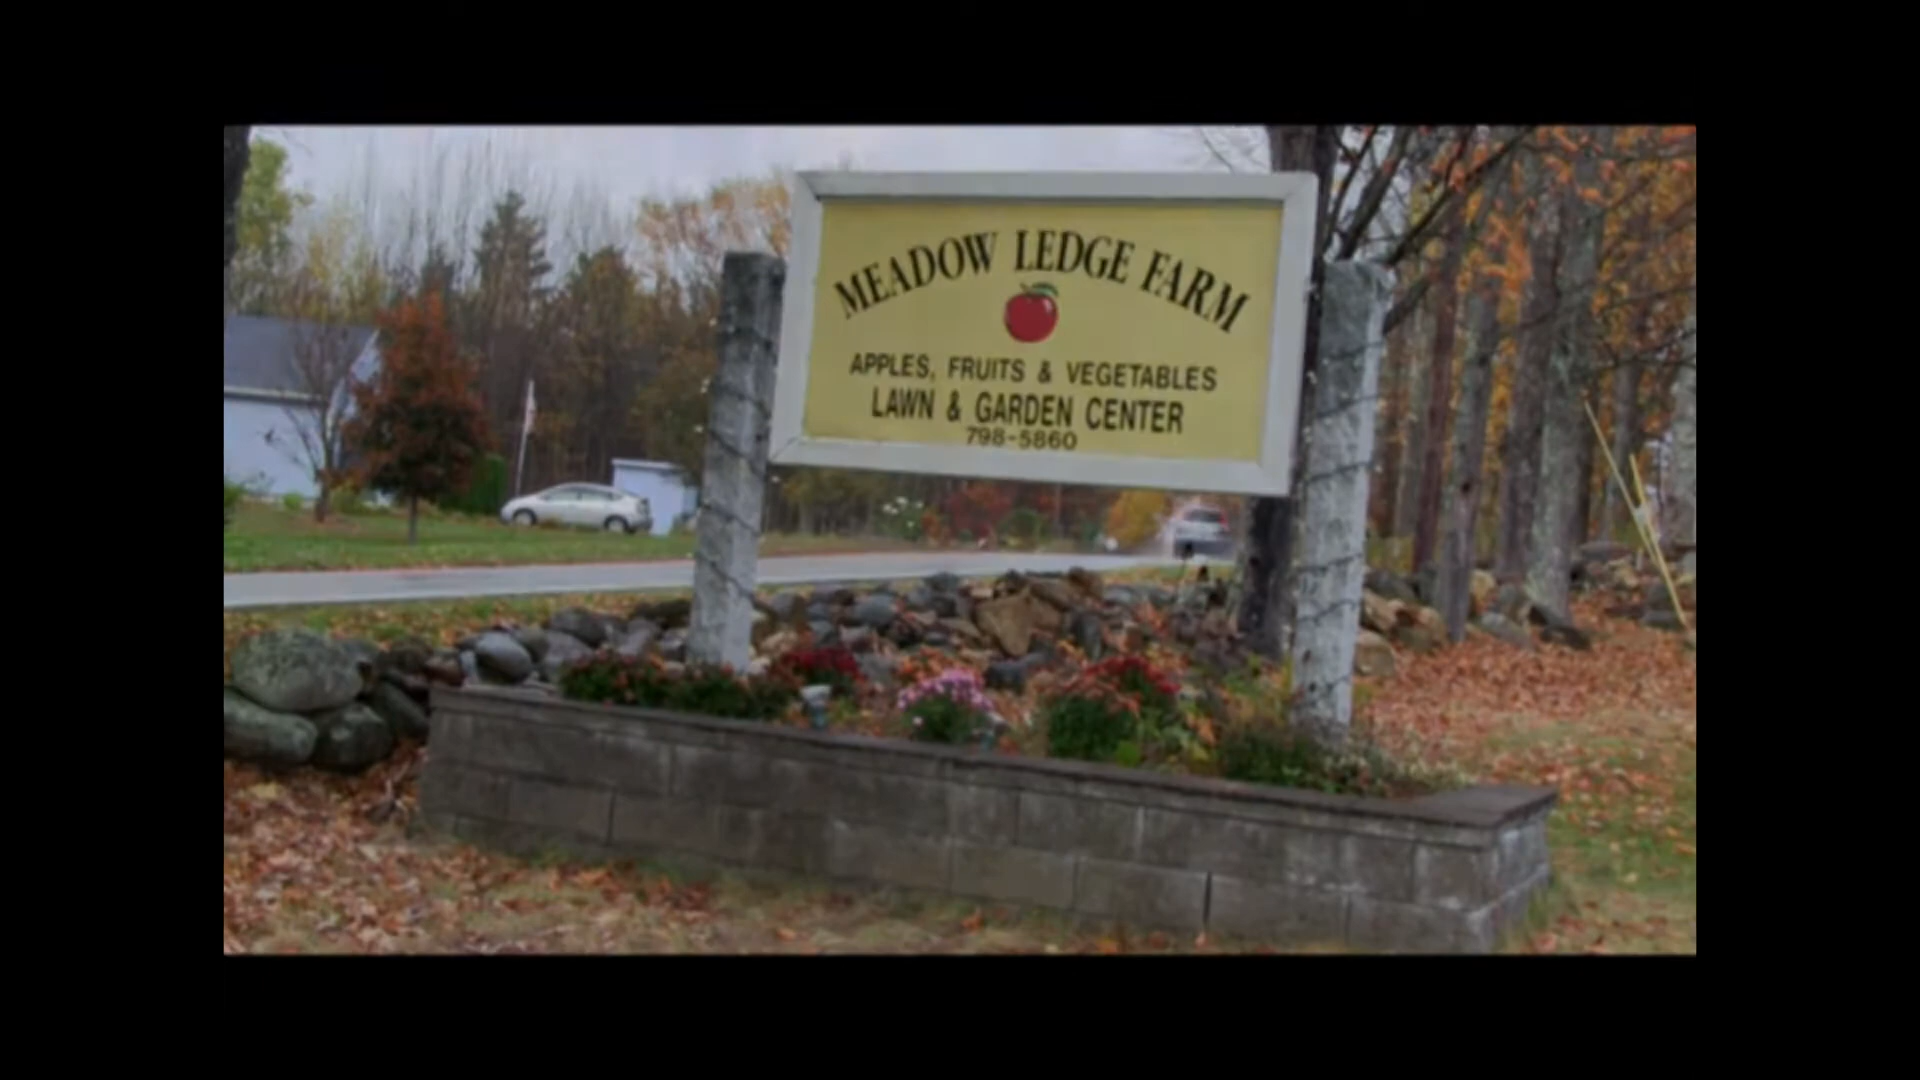 MEADOW LEDGE FARM
APPLES, FRUITS & VEGETABLES
LAWN & GARDEN CENTER
798-5860